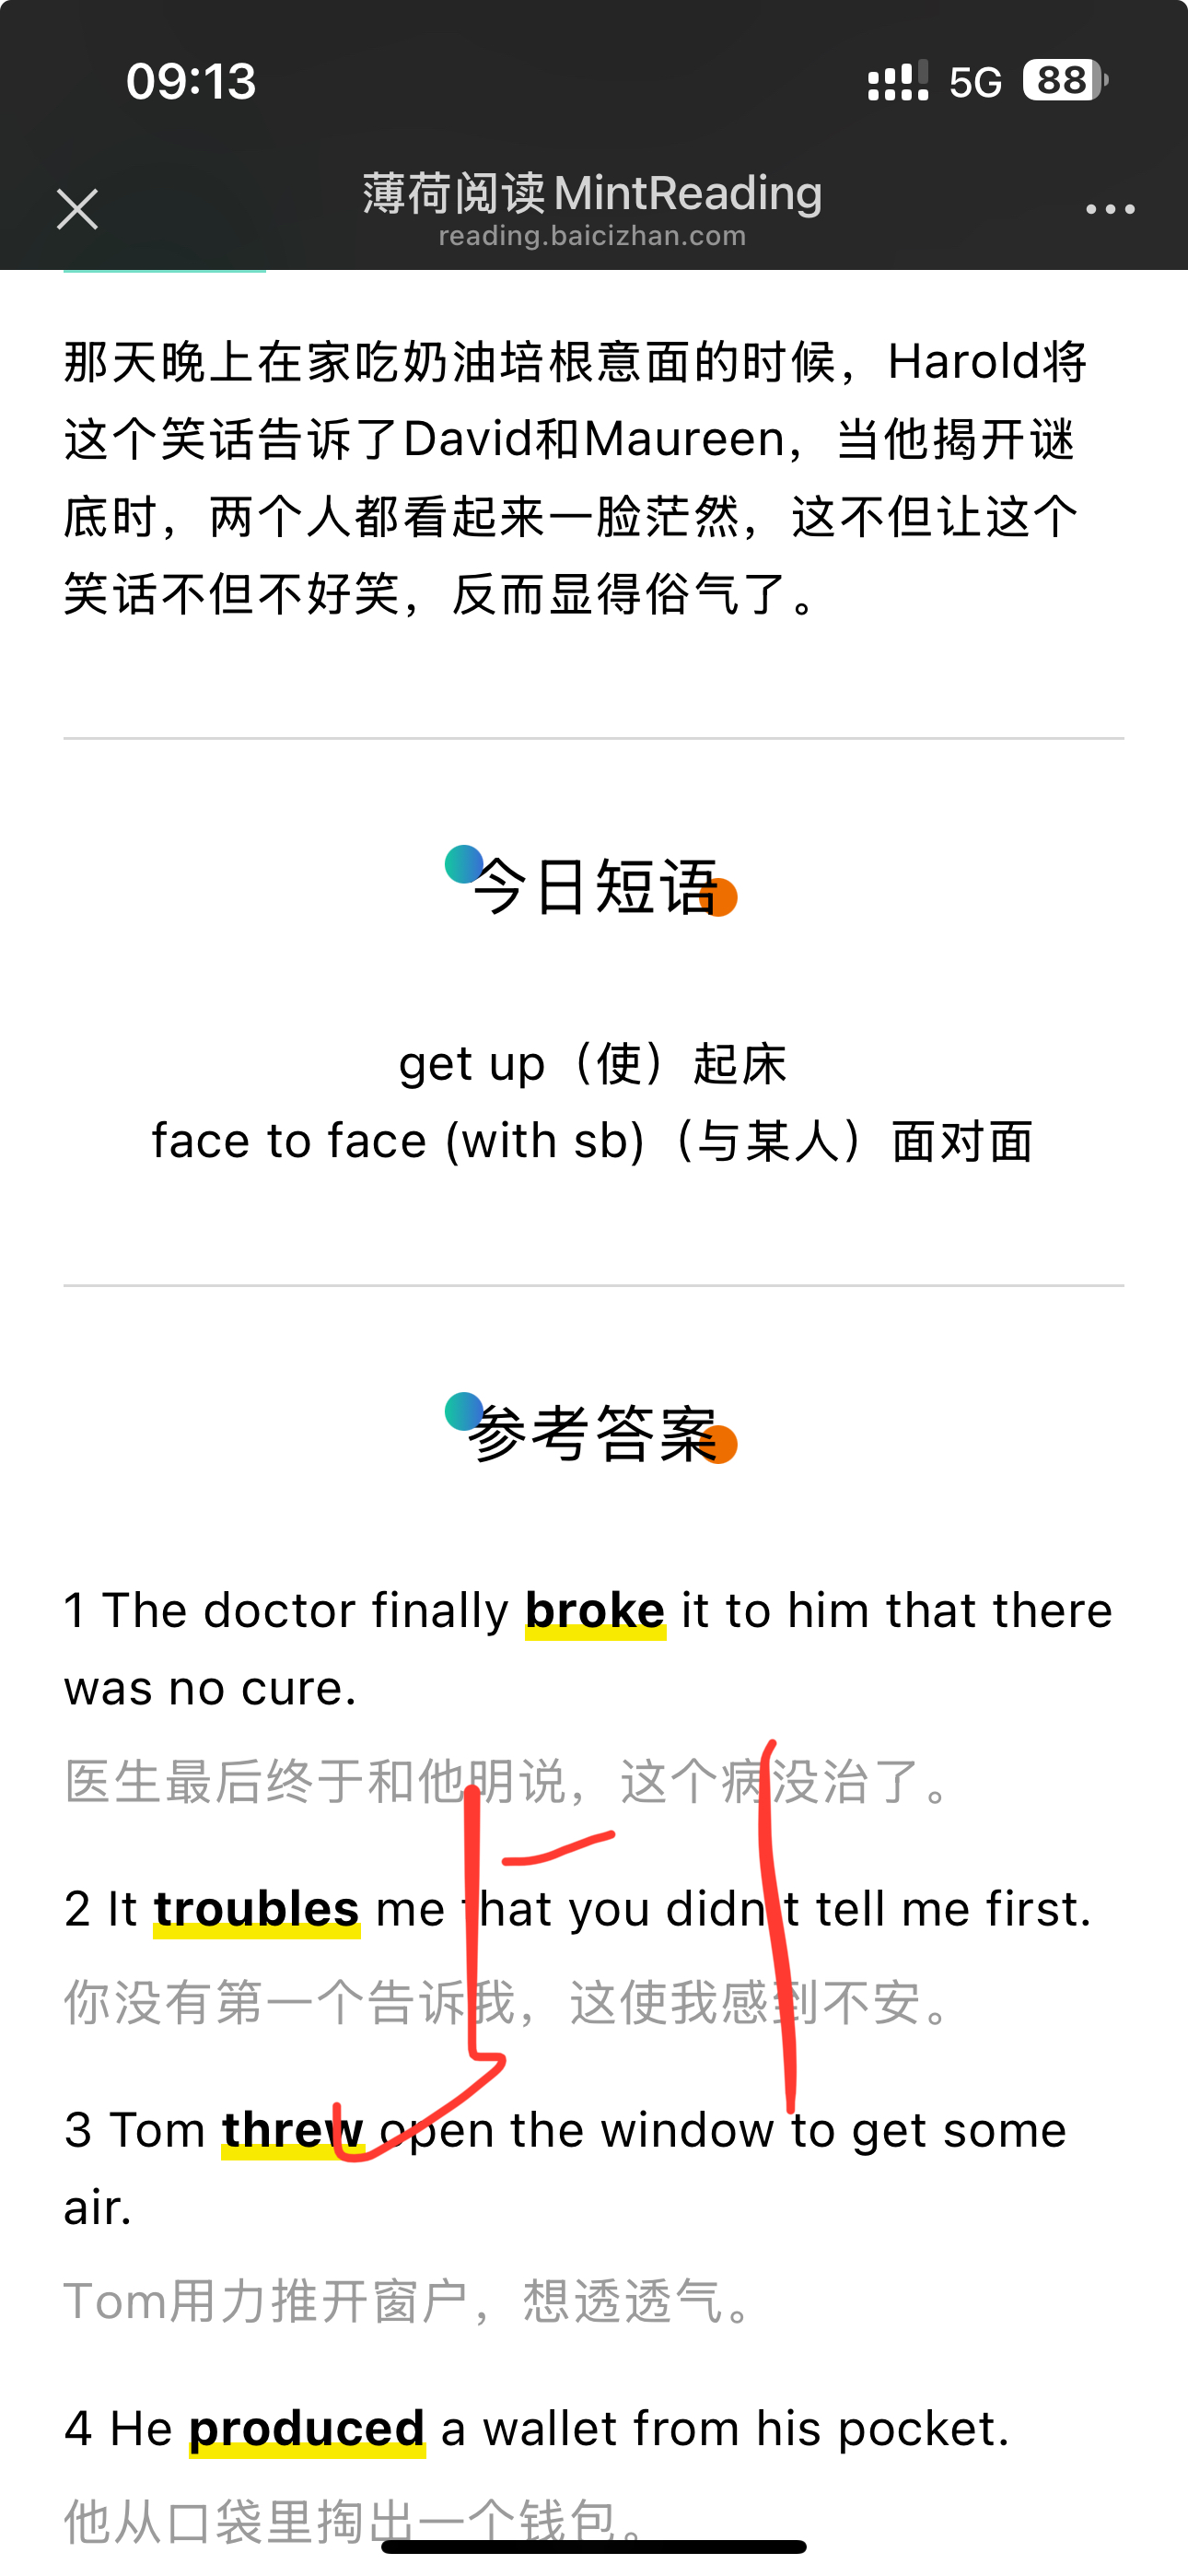 09:13
5G 88
薄荷阅读MintReading
reading.baicizhan.com
那天晚上在家吃奶油培根意面的时候，Harold将
这个笑话告诉了David和Maureen，当他揭开谜
底时，两个人都看起来一脸茫然，这不但让这个
笑话不但不好笑，反而显得俗气了。
今日短语
get up（使）起床
face to face (with sb)（与某人）面对面
参考答案
1 The doctor finally broke it to him that there
was no cure.
医生最后终于和他明说，这个病没治了。
2 It troubles me that you didn't tell me first.
你没有第一个告诉我，这使我感到不安。
3 Tom threw open the window to get some
air.
Tom用力推开窗户，想透透气。
4 He produced a wallet from his pocket.
他从口袋里掏出一个钱包。